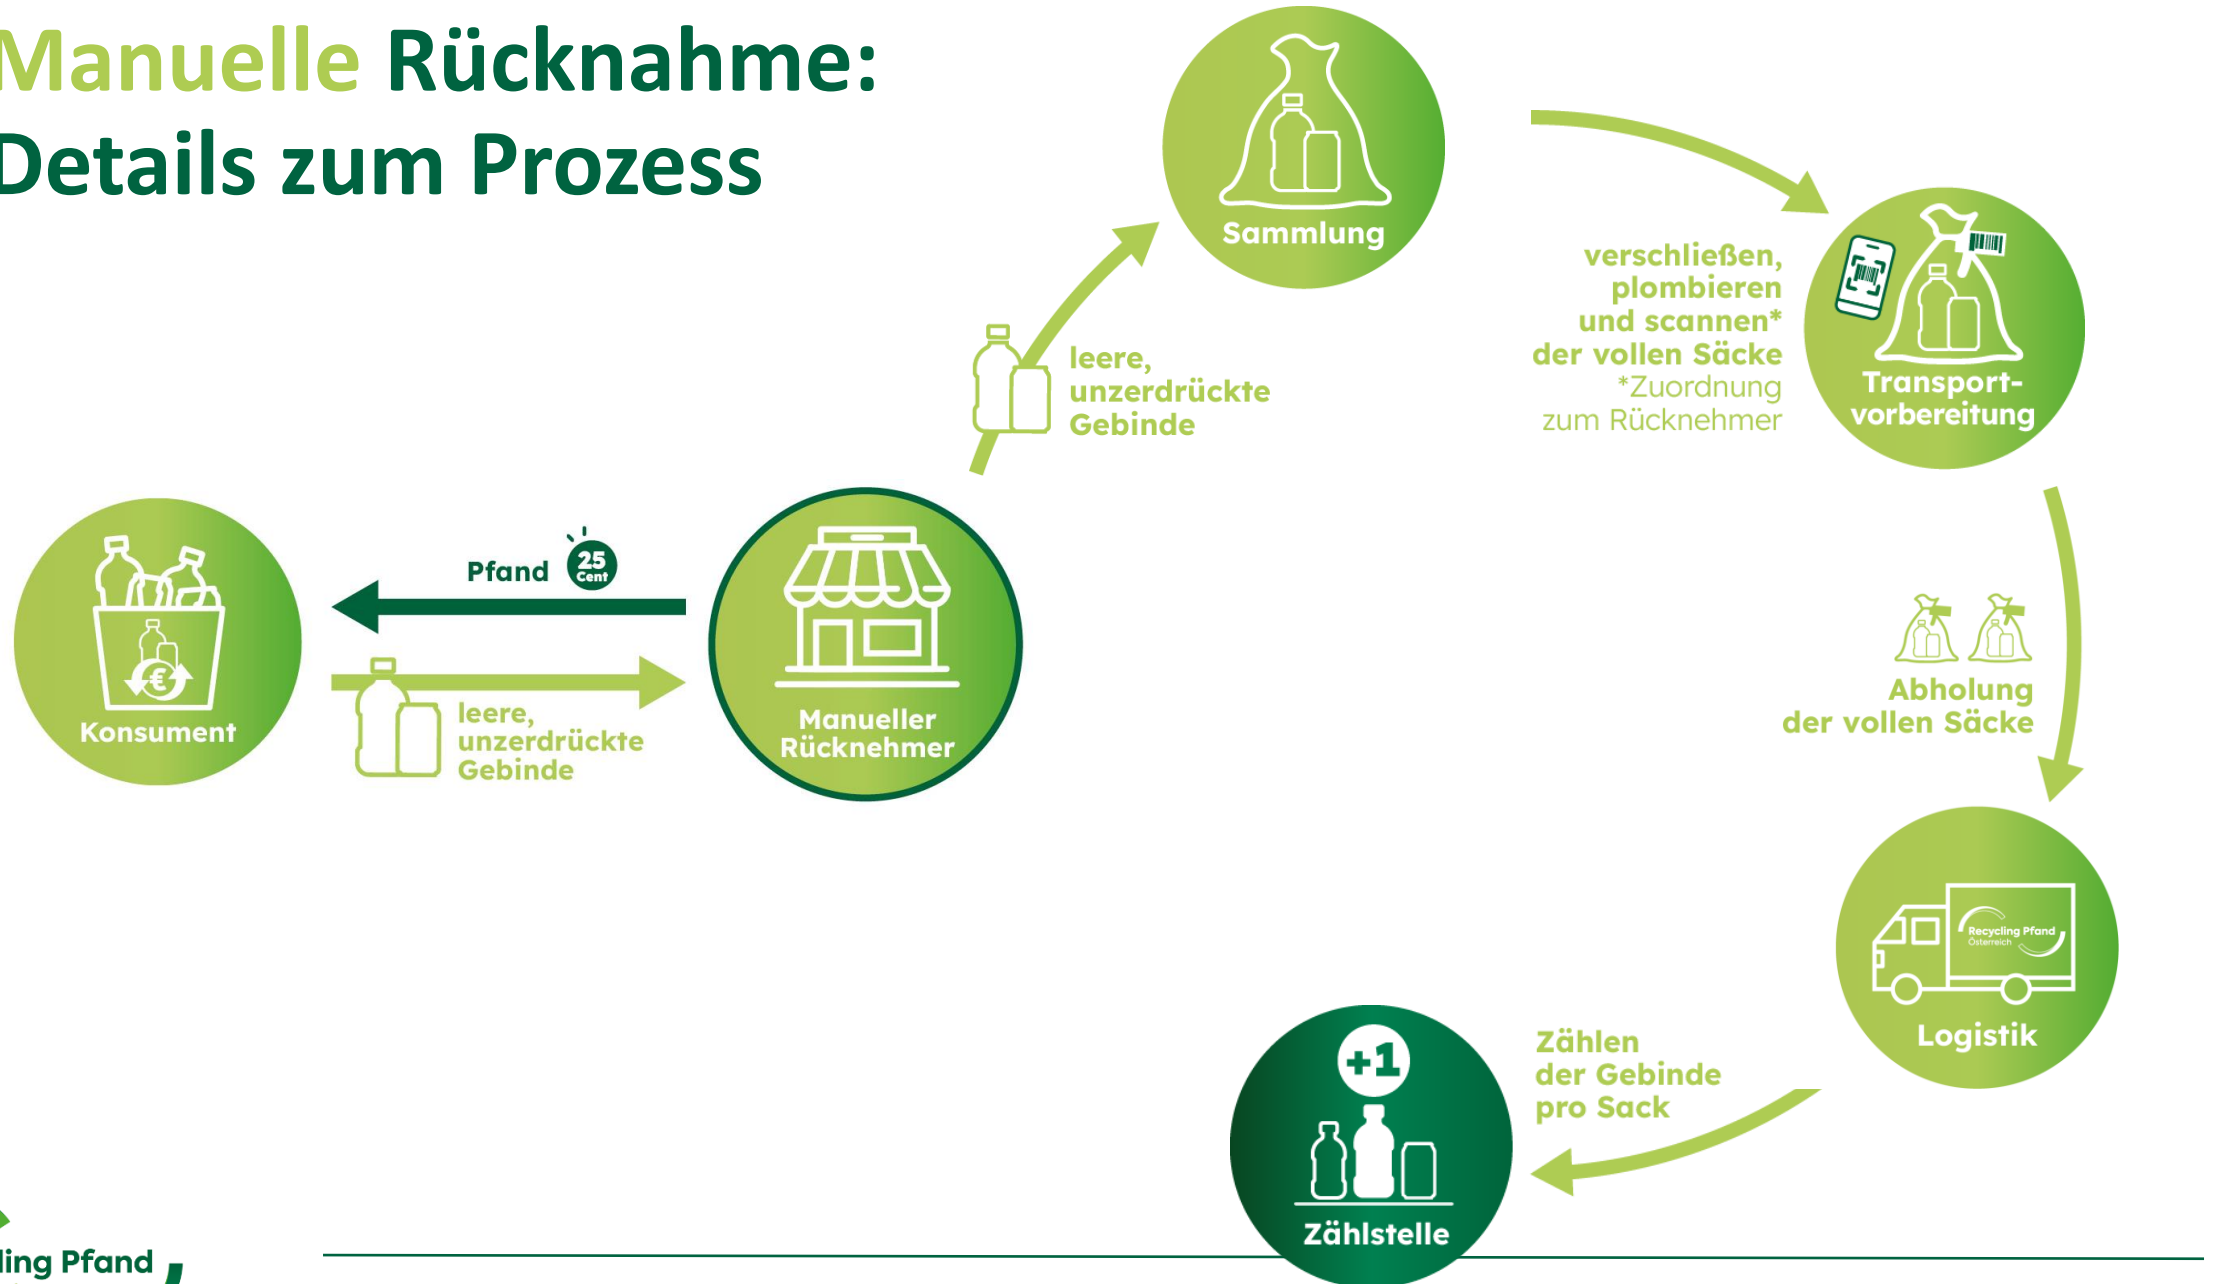 Manuelle Rücknahme:
Details zum Prozess
Sammlung
verschließen,
plombieren
und scannen*
der vollen Säcke
*Zuordnung
zum Rücknehmer
Transport-
vorbereitung
leere,
unzerdrückte
Gebinde
Pfand 25
Cent
Konsument
€
leere,
unzerdrückte
Gebinde
Manueller
Rücknehmer
Abholung
der vollen Säcke
Recycling Pfand
Österreich
Logistik
Zählen
der Gebinde
pro Sack
+1
Zählstelle
ling Pfand